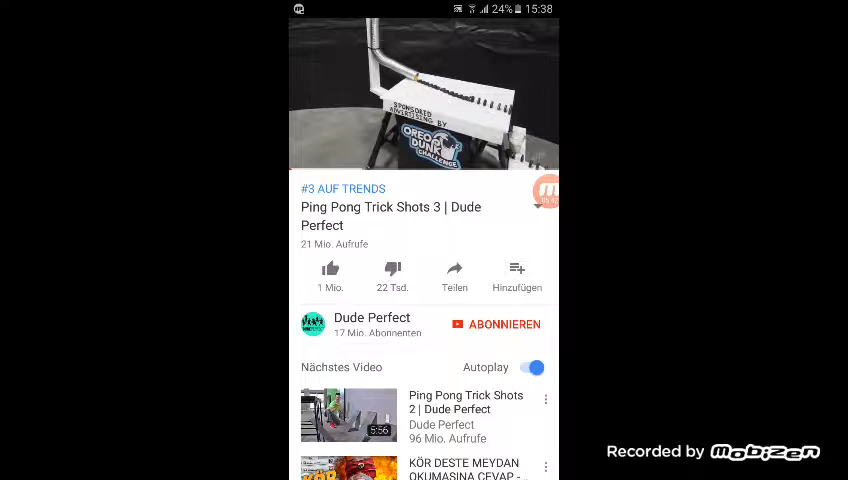 24% 15:38
SPONSORED
ADVERTISING BY
OREO
DUNK
CHALLENGE
#3 AUF TRENDS
Ping Pong Trick Shots 3 | Dude
Perfect
21 Mio. Aufrufe
1 Mio. 22 Tsd. Teilen Hinzufügen
Dude Perfect
17 Mio. Abonnenten
ABONNIEREN
Nächstes Video Autoplay
Ping Pong Trick Shots
2 | Dude Perfect
Dude Perfect
96 Mio. Aufrufe
5:56
KÖR DESTE MEYDAN
OKUMASINA CEVAP -
Recorded by mobizen